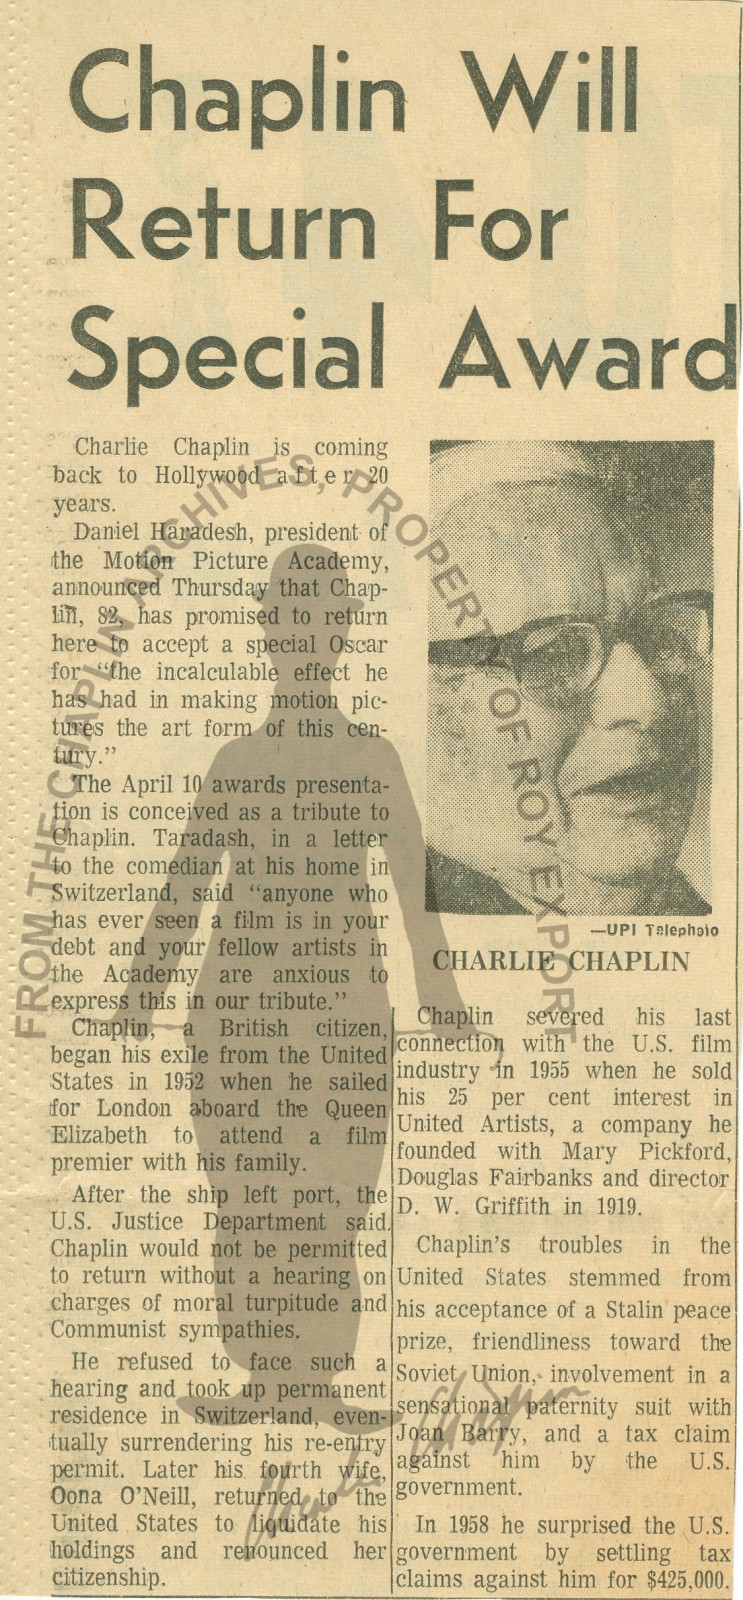 Chaplin Will
Return For
Special Award
Charlie Chaplin is coming
back to Hollywood after 20
years.
Daniel Haradesh, president of
the Motion Picture Academy,
announced Thursday that Chap-
lin, 82, has promised to return
here to accept a special Oscar
for "the incalculable effect he
has had in making motion pic-
tures the art form of this cen-
tury."
The April 10 awards presenta-
tion is conceived as a tribute to
Chaplin. Taradash, in a letter
to the comedian at his home in
Switzerland, said "anyone who
has ever seen a film is in your
debt and your fellow artists in
the Academy are anxious to
express this in our tribute."
Chaplin, a British citizen,
began his exile from the United
States in 1952 when he sailed
for London aboard the Queen
Elizabeth to attend a film
premier with his family.
After the ship left port, the
U.S. Justice Department said
Chaplin would not be permitted
to return without a hearing on
charges of moral turpitude and
Communist sympathies.
He refused to face such a
hearing and took up permanent
residence in Switzerland, even-
tually surrendering his re-entry
permit. Later his fourth wife,
Oona O'Neill, returned to the
United States to liquidate his
holdings and renounced her
citizenship.
—UPI Telephoto
CHARLIE CHAPLIN
Chaplin severed his last
connection with the U.S. film
industry in 1955 when he sold
his 25 per cent interest in
United Artists, a company he
founded with Mary Pickford,
Douglas Fairbanks and director
D. W. Griffith in 1919.
Chaplin's troubles in the
United States stemmed from
his acceptance of a Stalin peace
prize, friendliness toward the
Soviet Union, involvement in a
sensational paternity suit with
Joan Barry, and a tax claim
against him by the U.S.
government.
In 1958 he surprised the U.S.
government by settling tax
claims against him for $425,000.
FROM THE CHAPLIN ARCHIVES, PROPERTY OF ROY EXPORT
Charlie Chaplin